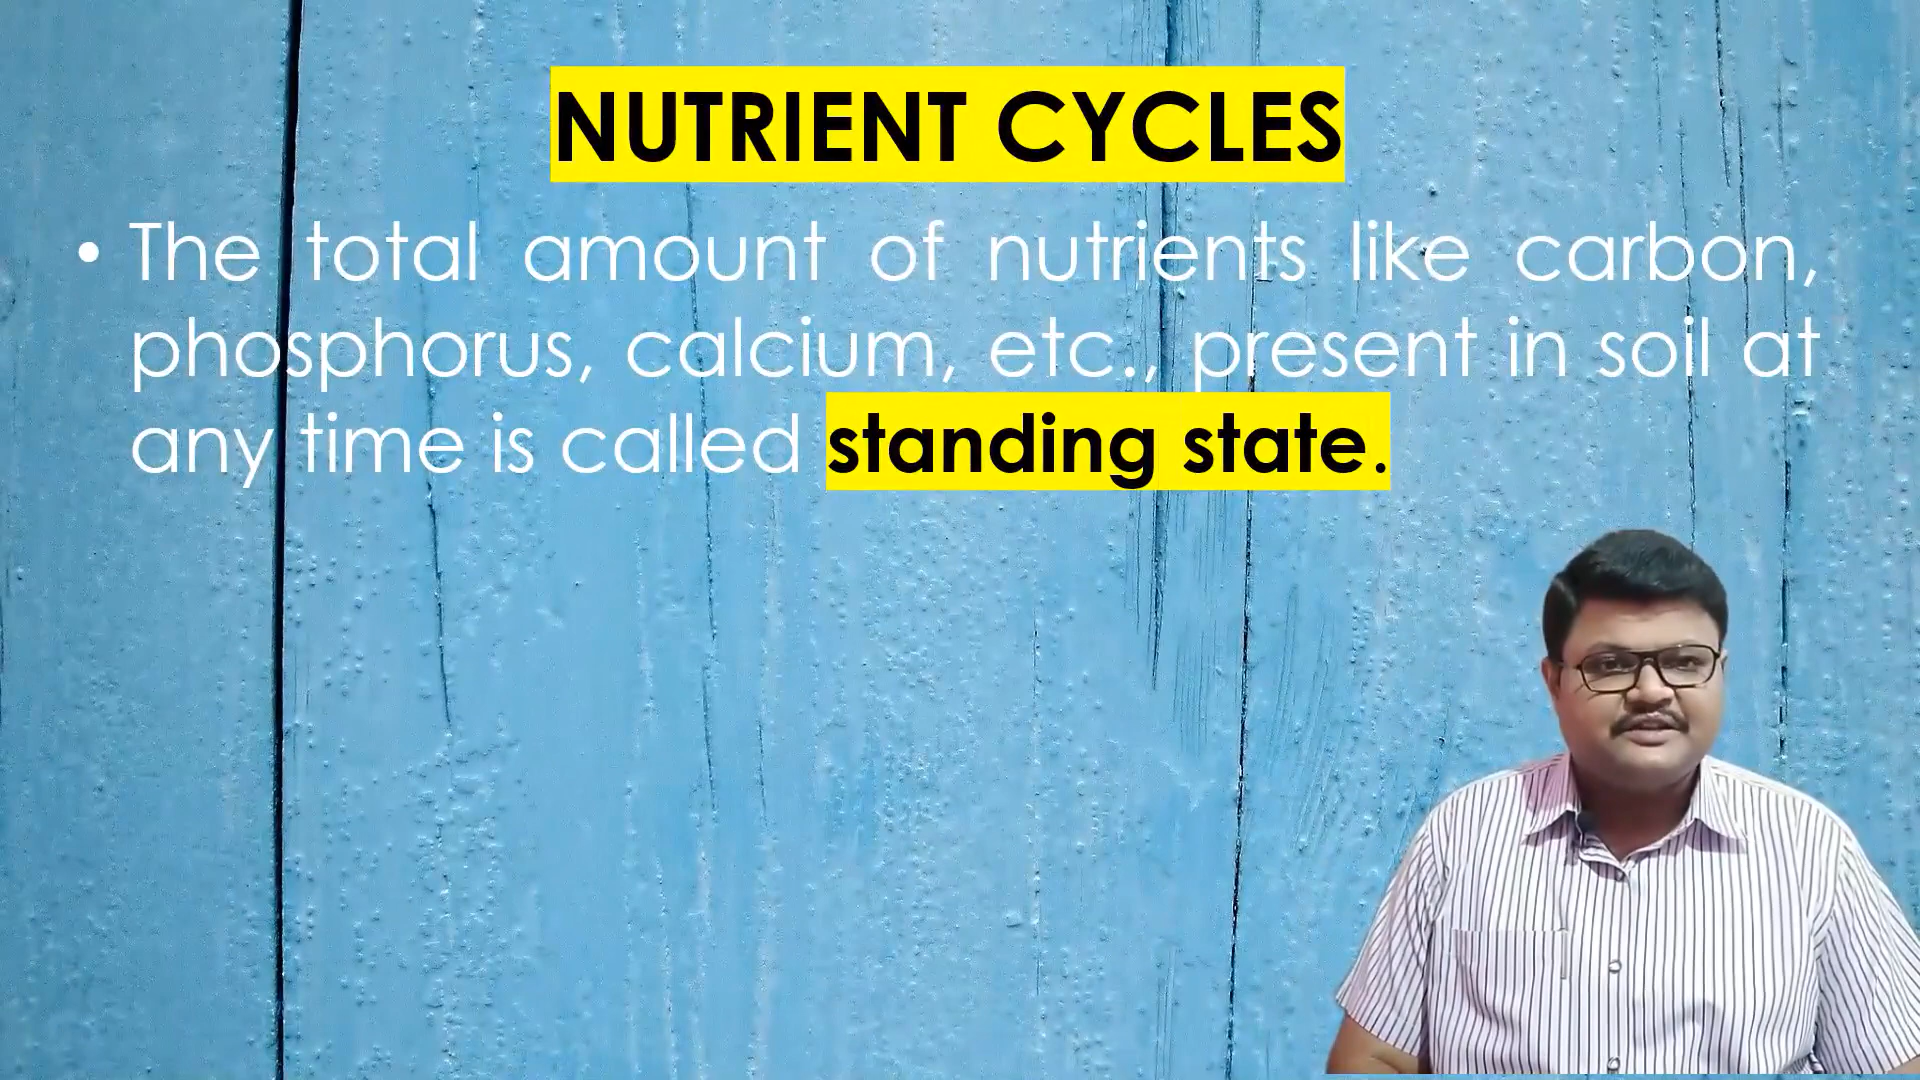 NUTRIENT CYCLES
• The total amount of nutrients like carbon,
phosphorus, calcium, etc., present in soil at
any time is called standing state.